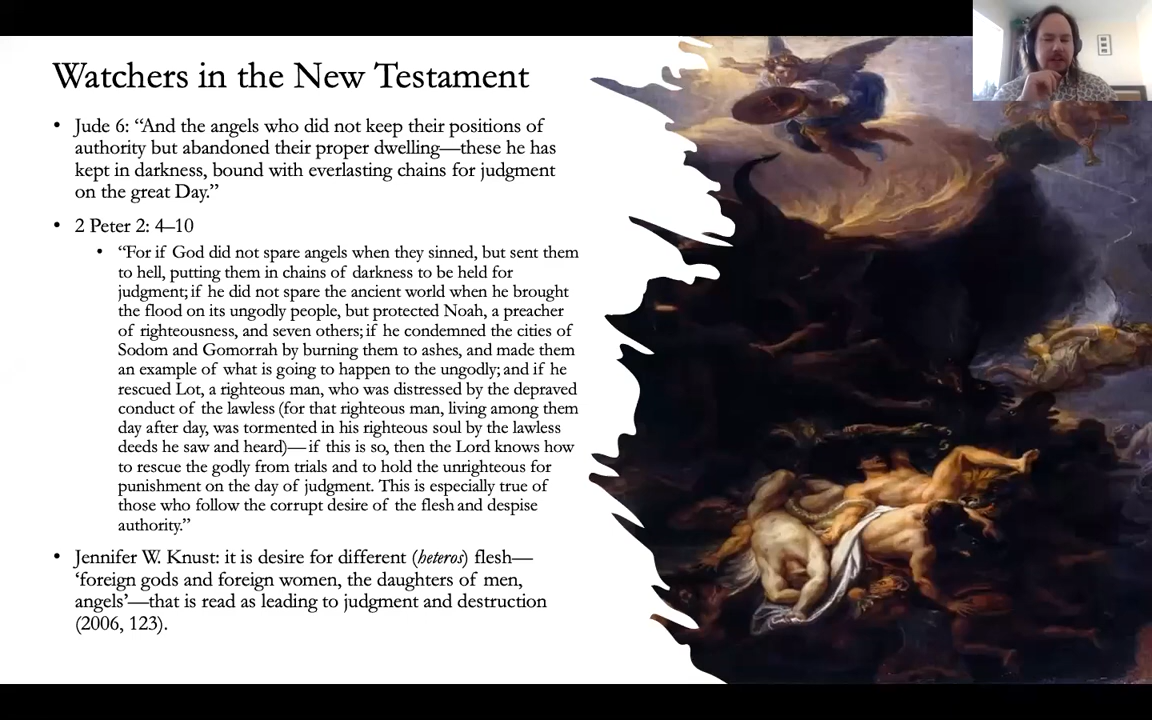 Watchers in the New Testament
• Jude 6: “And the angels who did not keep their positions of
authority but abandoned their proper dwelling—these he has
kept in darkness, bound with everlasting chains for judgment
on the great Day.”
• 2 Peter 2: 4–10
• “For if God did not spare angels when they sinned, but sent them
to hell, putting them in chains of darkness to be held for
judgment; if he did not spare the ancient world when he brought
the flood on its ungodly people, but protected Noah, a preacher
of righteousness, and seven others; if he condemned the cities of
Sodom and Gomorrah by burning them to ashes, and made them
an example of what is going to happen to the ungodly; and if he
rescued Lot, a righteous man, who was distressed by the depraved
conduct of the lawless (for that righteous man, living among them
day after day, was tormented in his righteous soul by the lawless
deeds he saw and heard)—if this is so, then the Lord knows how
to rescue the godly from trials and to hold the unrighteous for
punishment on the day of judgment. This is especially true of
those who follow the corrupt desire of the flesh and despise
authority.”
• Jennifer W. Knust: it is desire for different (heteros) flesh—
‘foreign gods and foreign women, the daughters of men,
angels’—that is read as leading to judgment and destruction
(2006, 123).